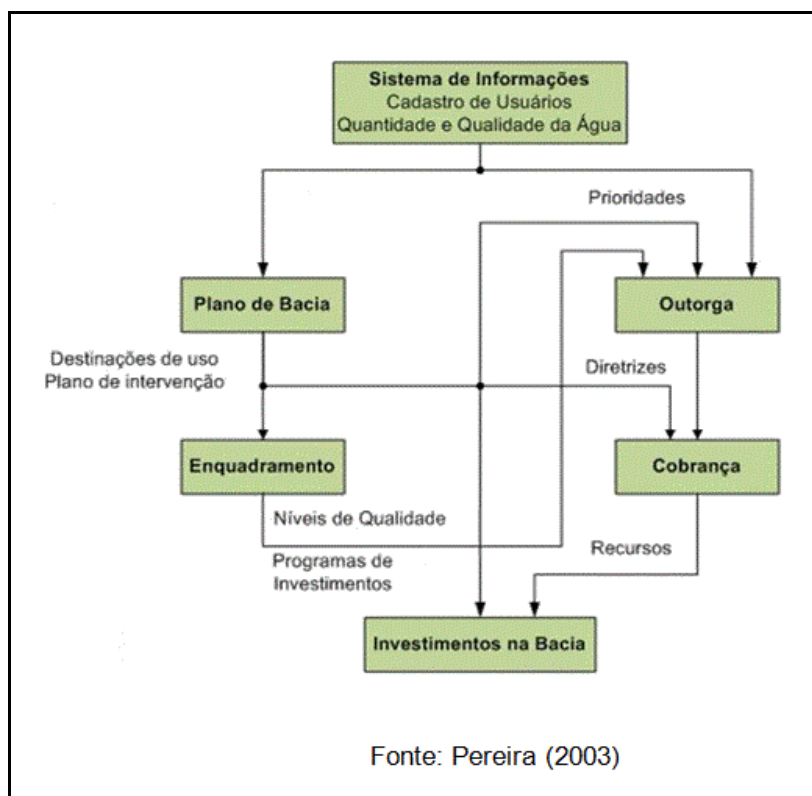 Sistema de Informações
Cadastro de Usuários
Quantidade e Qualidade da Água
Prioridades
Plano de Bacia
Outorga
Destinações de uso
Plano de intervenção
Diretrizes
Enquadramento
Cobrança
Níveis de Qualidade
Programas de
Investimentos
Recursos
Investimentos na Bacia
Fonte: Pereira (2003)